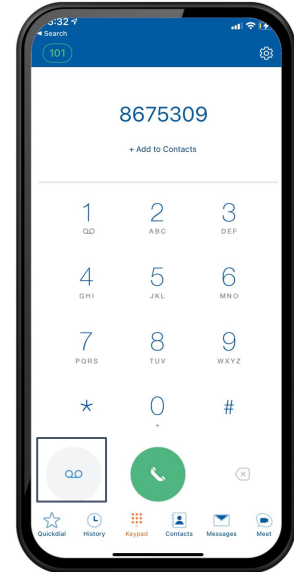 5:32
Search
101
8675309
+ Add to Contacts
1 2 3
ABC DEF
4 5 6
GHI JKL MNO
7 8 9
PQRS TUV WXYZ
* 0 #
+
Quickdial History Keypad Contacts Messages Meet